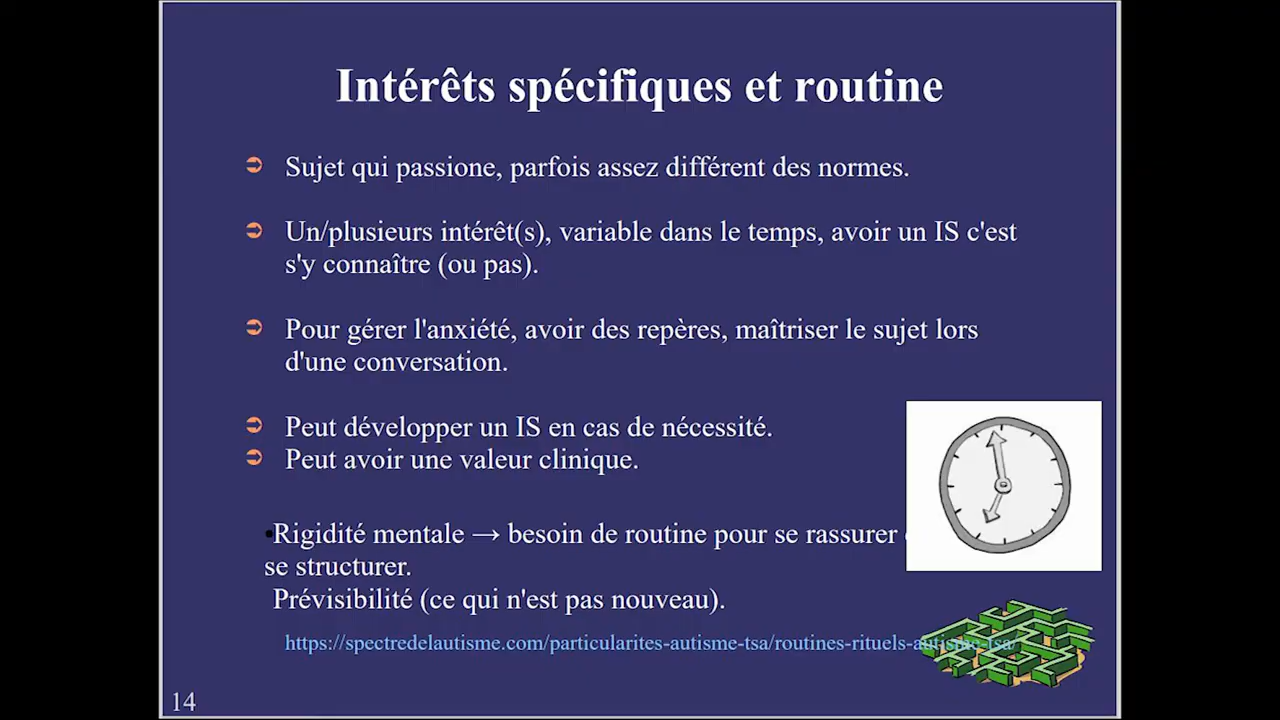 Intérêts spécifiques et routine
Sujet qui passione, parfois assez différent des normes.
Un/plusieurs intérêt(s), variable dans le temps, avoir un IS c'est
s'y connaître (ou pas).
Pour gérer l'anxiété, avoir des repères, maîtriser le sujet lors
d'une conversation.
Peut développer un IS en cas de nécessité.
Peut avoir une valeur clinique.
•Rigidité mentale → besoin de routine pour se rassurer
se structurer.
Prévisibilité (ce qui n'est pas nouveau).
https://spectredelautisme.com/particularites-autisme-tsa/routines-rituels-autisme-tsa/
14